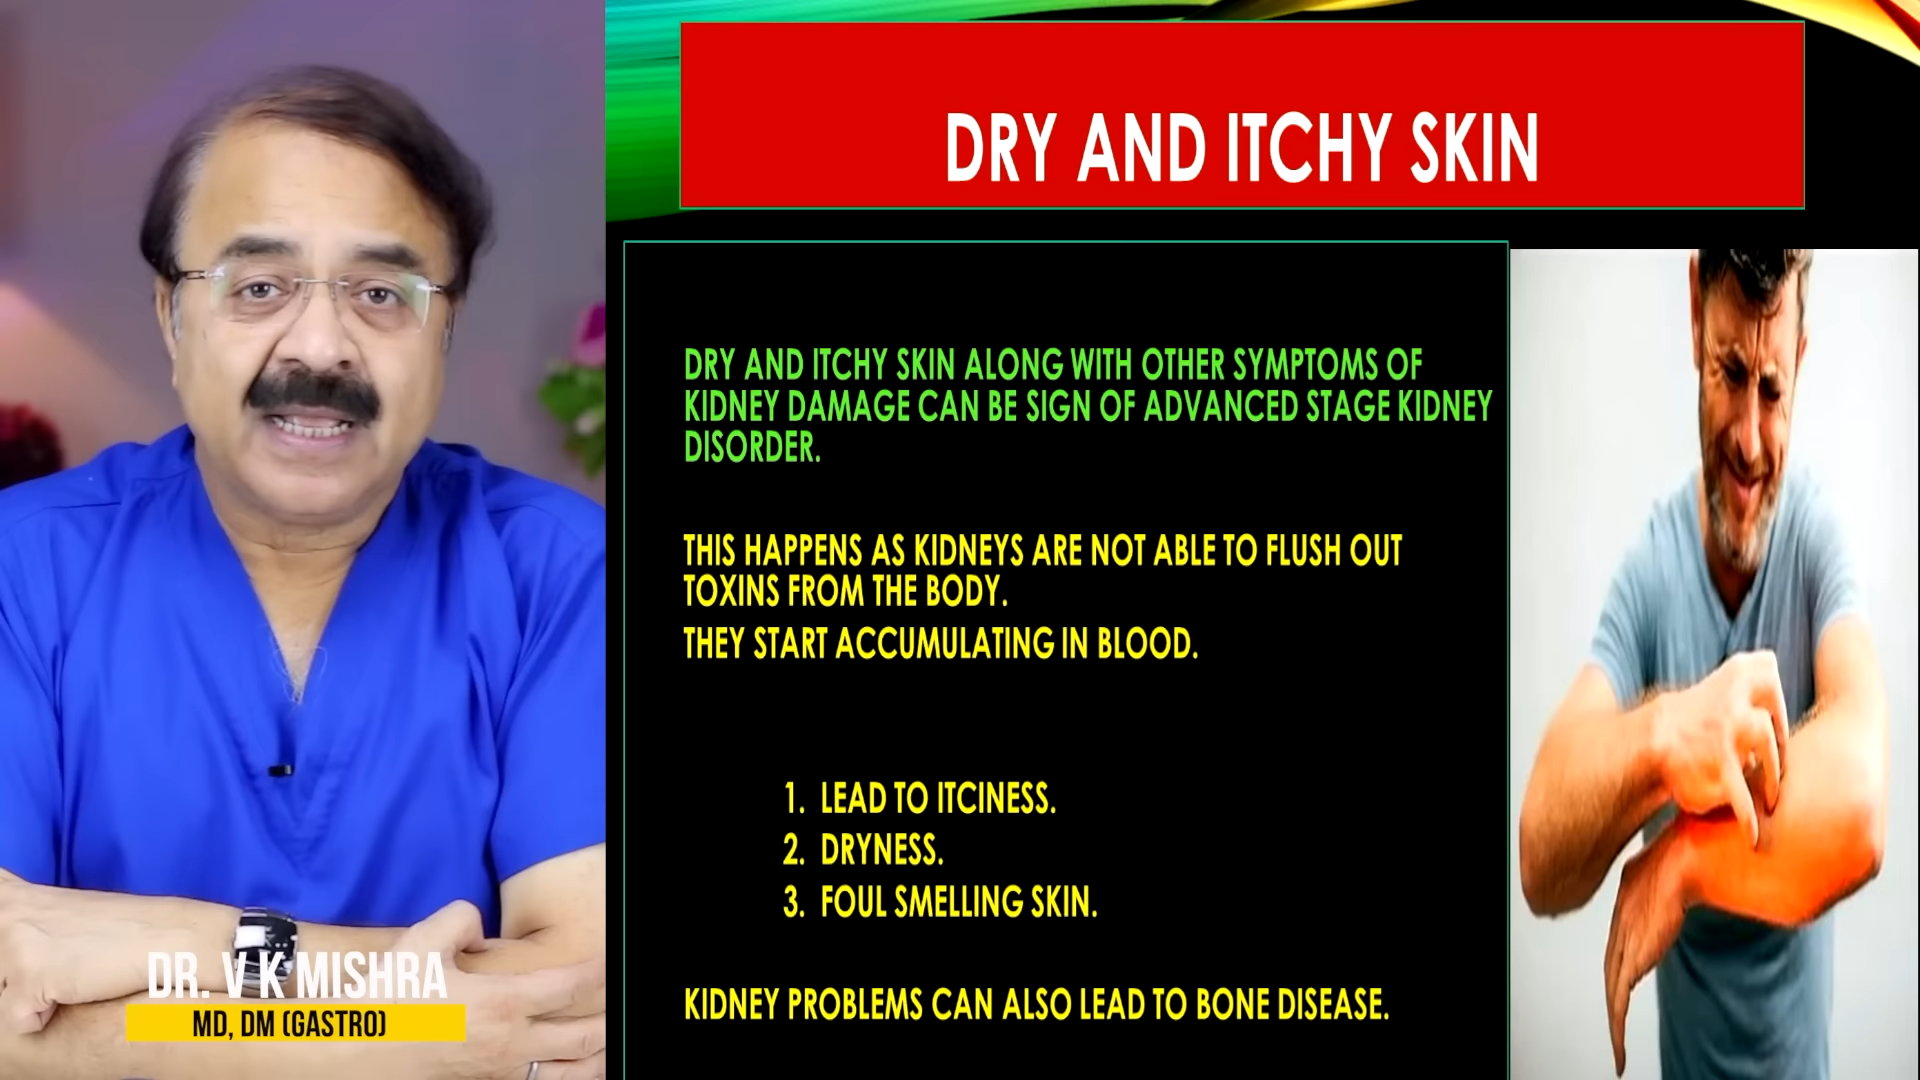 DRY AND ITCHY SKIN
DRY AND ITCHY SKIN ALONG WITH OTHER SYMPTOMS OF
KIDNEY DAMAGE CAN BE SIGN OF ADVANCED STAGE KIDNEY
DISORDER.
THIS HAPPENS AS KIDNEYS ARE NOT ABLE TO FLUSH OUT
TOXINS FROM THE BODY.
THEY START ACCUMULATING IN BLOOD.
1. LEAD TO ITCINESS.
2. DRYNESS.
3. FOUL SMELLING SKIN.
KIDNEY PROBLEMS CAN ALSO LEAD TO BONE DISEASE.
DR. V K MISHRA
MD, DM (GASTRO)